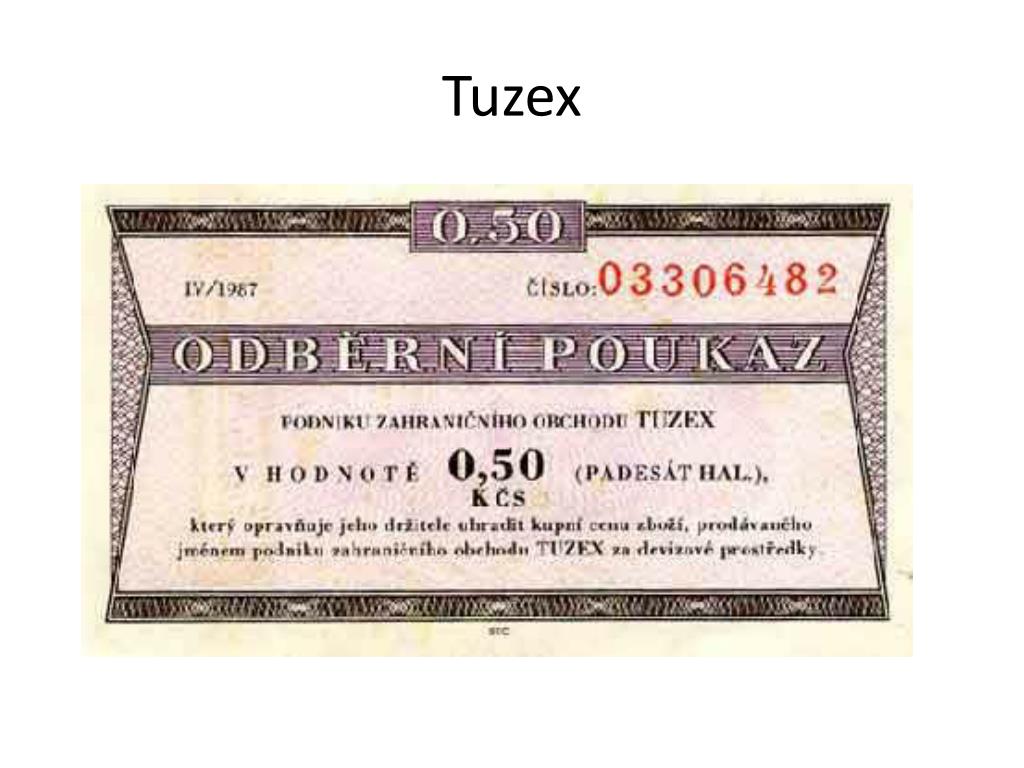 Tuzex
0.50
IV/1987 ČÍSLO: 03306482
ODBĚRNÍ POUKAZ
PODNIKU ZAHRANIČNÍHO OBCHODU TUZEX
V HODNOTĚ 0,50 (PADESÁT HAL.),
KČS
který opravňuje jeho držitele uhradit kupní cenu zboží, prodávaného
jménem podniku zahraničního obchodu TUZEX za devizové prostředky.
STC